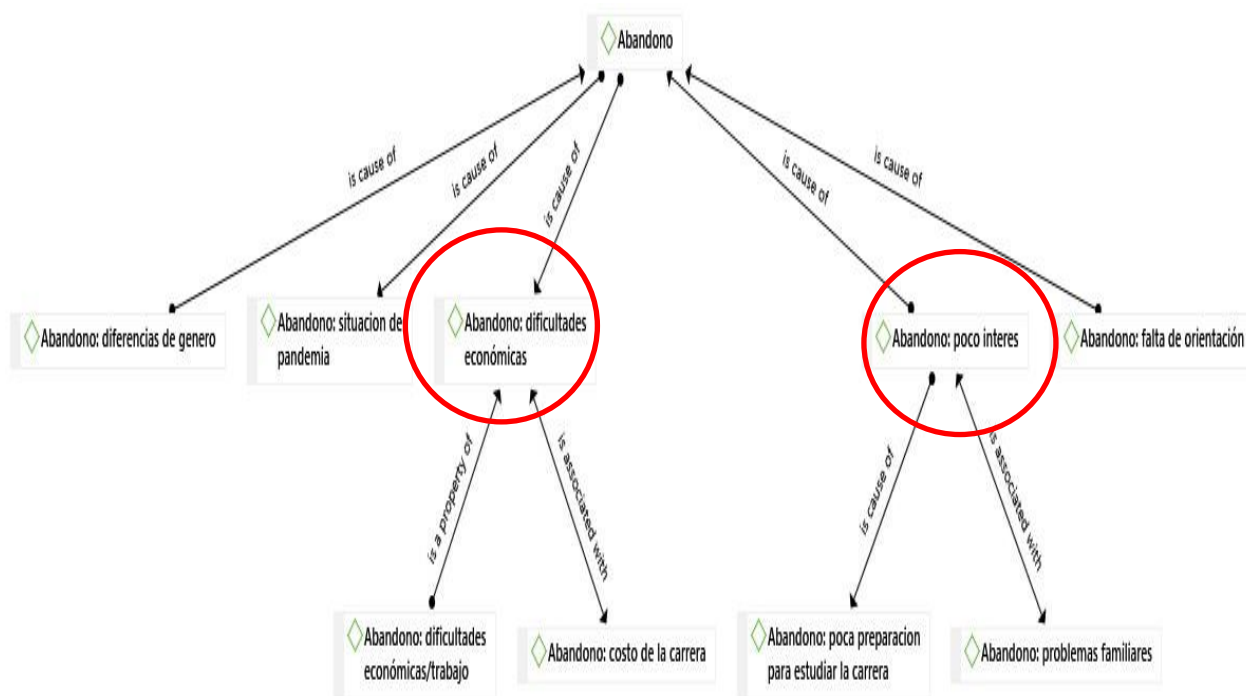 Abandono
is cause of
is cause of
is cause of
is cause of
is cause of
Abandono: diferencias de genero
Abandono: situacion de
pandemia
Abandono: dificultades
económicas
Abandono: poco interes
Abandono: falta de orientación
is a property of
is associated with
is cause of
is associated with
Abandono: dificultades
económicas/trabajo
Abandono: costo de la carrera
Abandono: poca preparacion
para estudiar la carrera
Abandono: problemas familiares